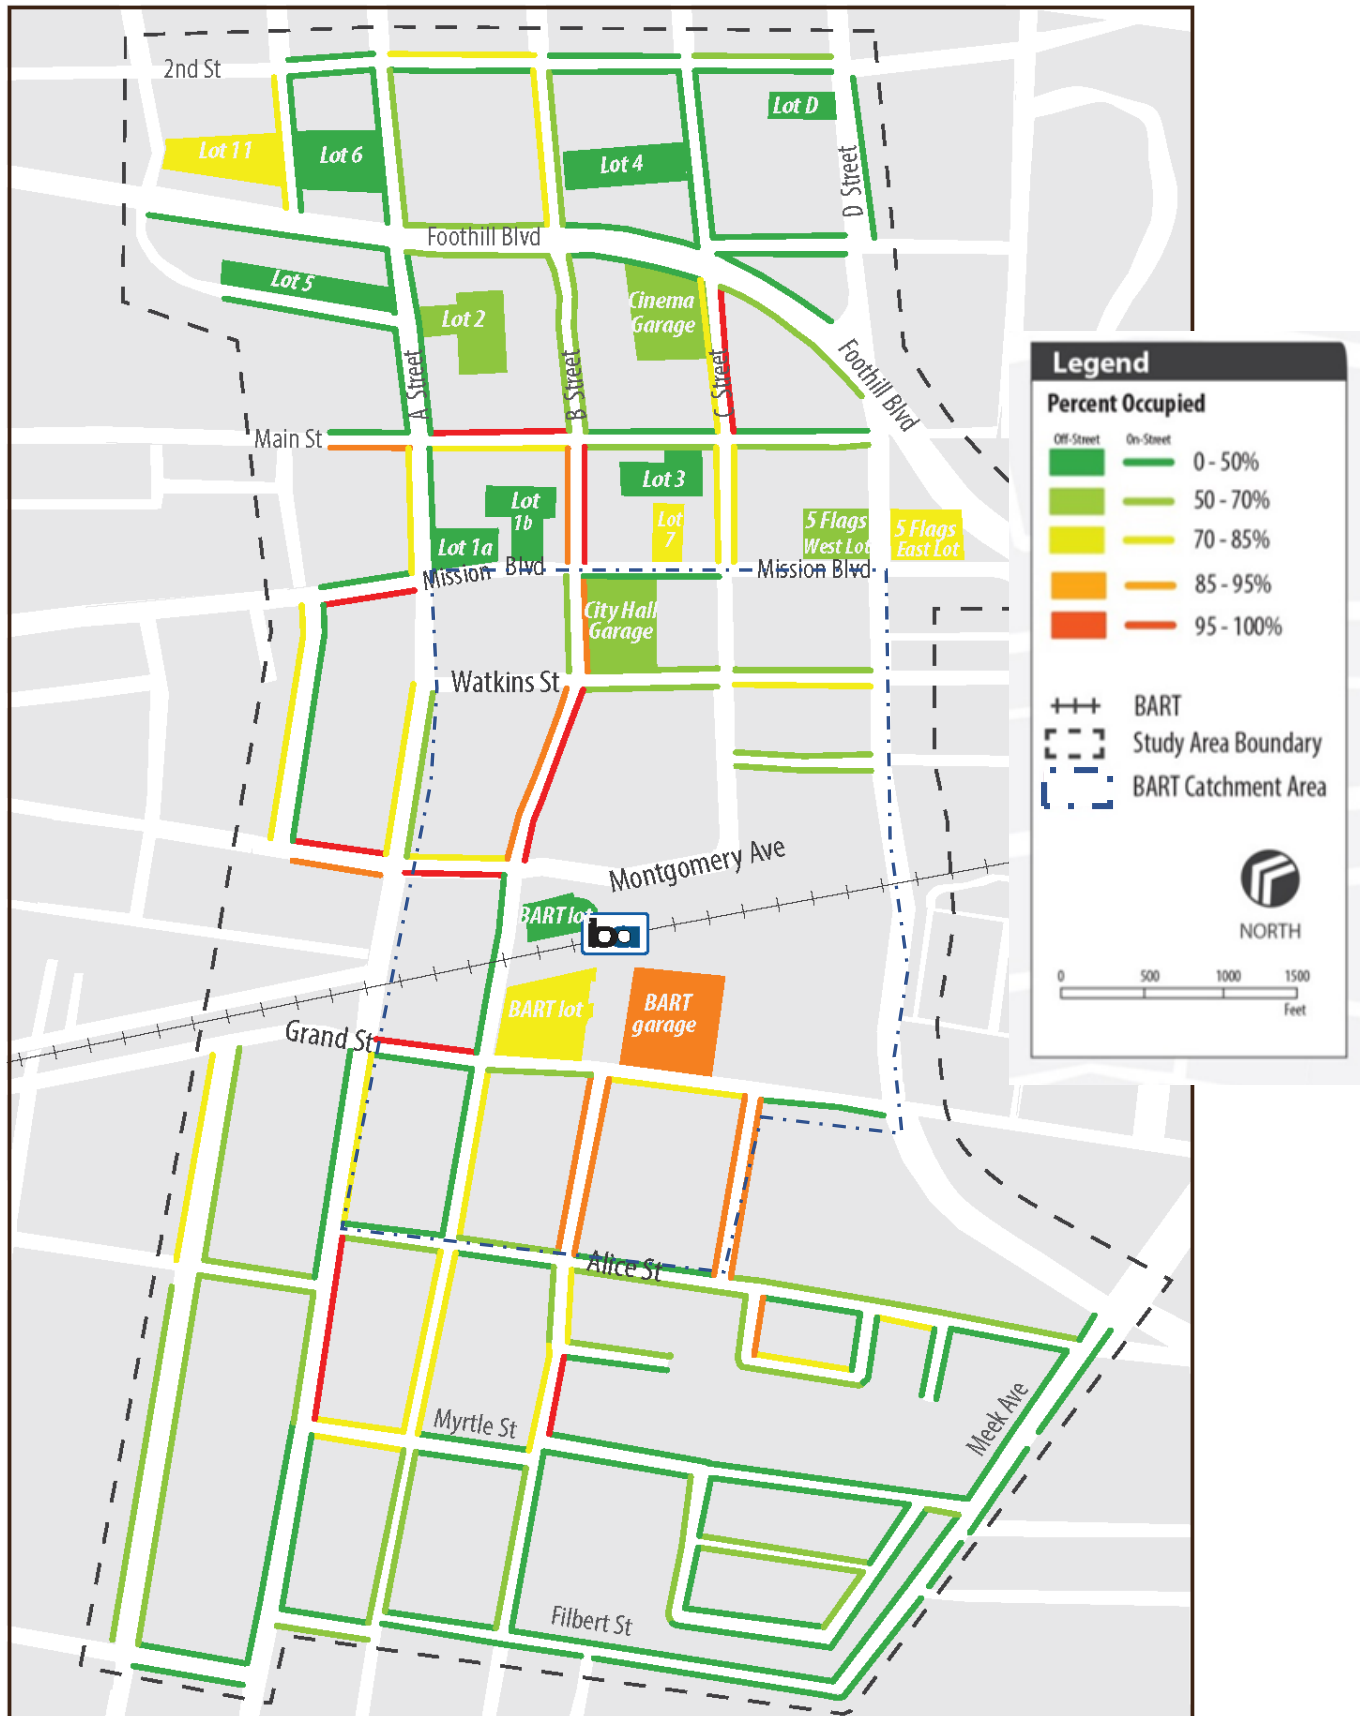 2nd St
Lot 11
Lot 6
Lot 4
Lot D
D Street
Foothill Blvd
Lot 5
Lot 2
Cinema
Garage
A Street
B Street
C Street
Foothill Blvd
Main St
Lot
1b
Lot 1a
Lot 3
Lot
7
5 Flags
West Lot
5 Flags
East Lot
Mission Blvd
Mission Blvd
City Hall
Garage
Watkins St
Montgomery Ave
BART lot
ba
BART lot
BART
garage
Grand St
Alice St
Myrtle St
Meek Ave
Filbert St
Legend
Percent Occupied
Off-Street On-Street
0 - 50%
50 - 70%
70 - 85%
85 - 95%
95 - 100%
BART
Study Area Boundary
BART Catchment Area
NORTH
0 500 1000 1500
Feet